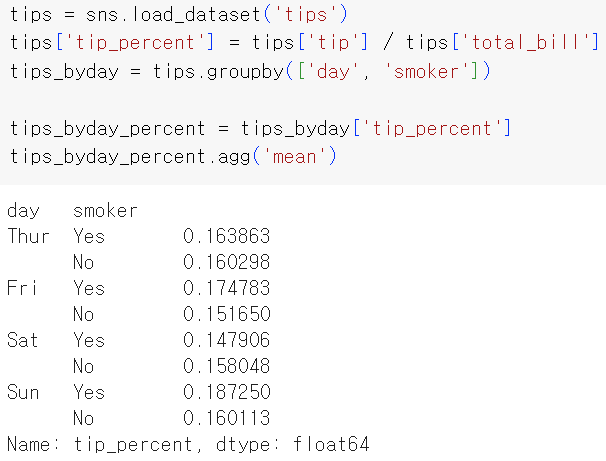 tips = sns.load_dataset('tips')
tips['tip_percent'] = tips['tip'] / tips['total_bill']
tips_byday = tips.groupby(['day', 'smoker'])

tips_byday_percent = tips_byday['tip_percent']
tips_byday_percent.agg('mean')

day   smoker
Thur  Yes       0.163863
      No        0.160298
Fri   Yes       0.174783
      No        0.151650
Sat   Yes       0.147906
      No        0.158048
Sun   Yes       0.187250
      No        0.160113
Name: tip_percent, dtype: float64